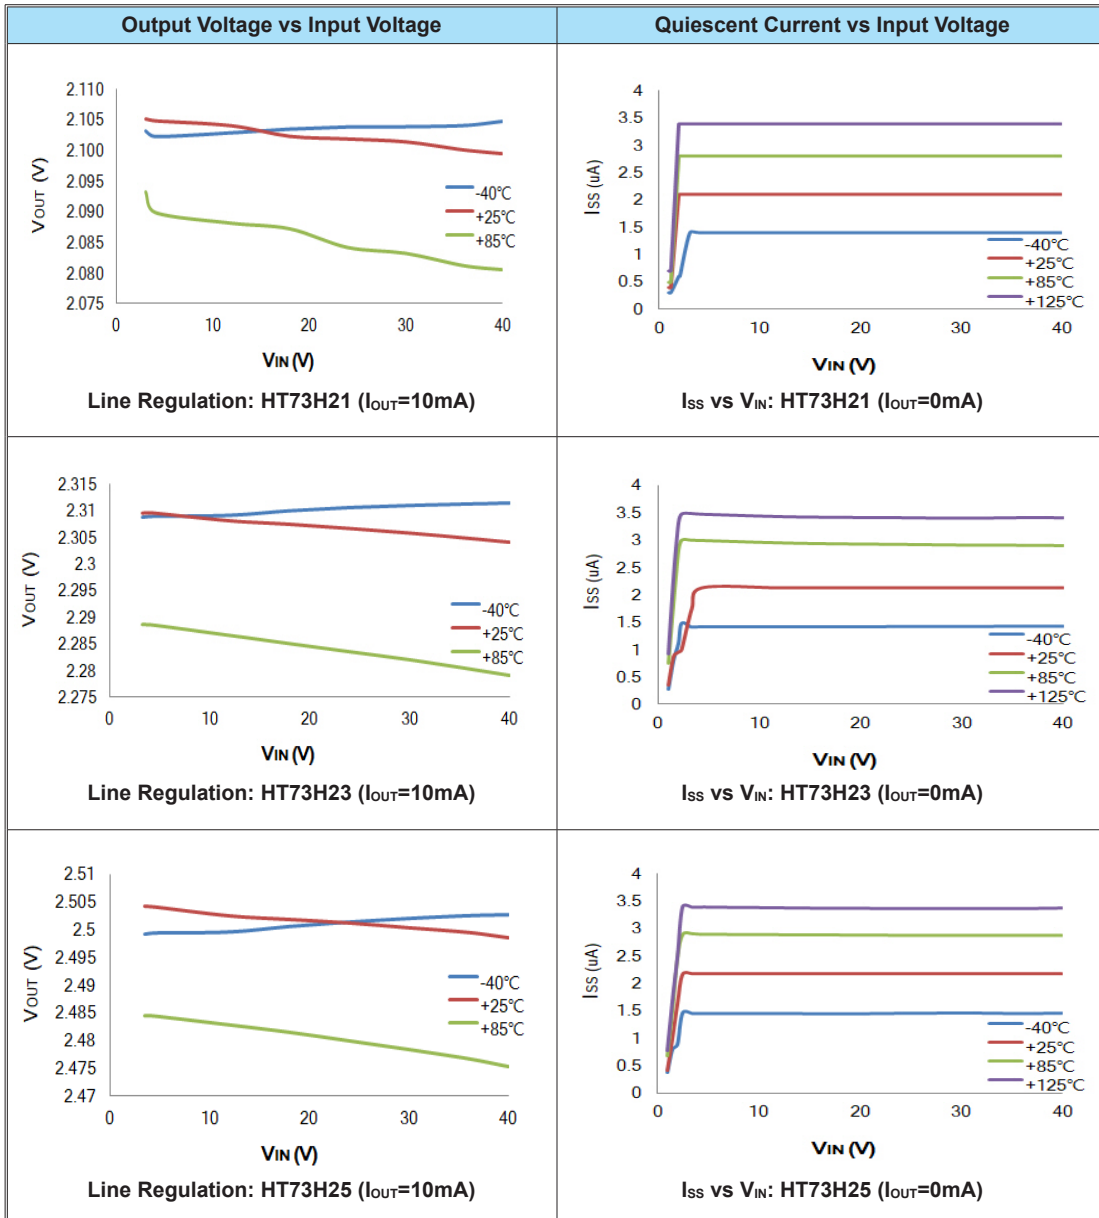 Output Voltage vs Input Voltage
Quiescent Current vs Input Voltage
2.110
2.105
2.100
2.095
2.090
2.085
2.080
2.075
VOUT (V)
-40℃
+25℃
+85℃
0 10 20 30 40
VIN (V)
Line Regulation: HT73H21 (IOUT=10mA)
4
3.5
3
2.5
2
1.5
1
0.5
0
ISS (uA)
-40℃
+25℃
+85℃
+125℃
0 10 20 30 40
VIN (V)
ISS vs VIN: HT73H21 (IOUT=0mA)
2.315
2.31
2.305
2.3
2.295
2.29
2.285
2.28
2.275
VOUT (V)
-40℃
+25℃
+85℃
0 10 20 30 40
VIN (V)
Line Regulation: HT73H23 (IOUT=10mA)
4
3.5
3
2.5
2
1.5
1
0.5
0
ISS (uA)
-40℃
+25℃
+85℃
+125℃
0 10 20 30 40
VIN (V)
ISS vs VIN: HT73H23 (IOUT=0mA)
2.51
2.505
2.5
2.495
2.49
2.485
2.48
2.475
2.47
VOUT (V)
-40℃
+25℃
+85℃
0 10 20 30 40
VIN (V)
Line Regulation: HT73H25 (IOUT=10mA)
4
3.5
3
2.5
2
1.5
1
0.5
0
ISS (uA)
-40℃
+25℃
+85℃
+125℃
0 10 20 30 40
VIN (V)
ISS vs VIN: HT73H25 (IOUT=0mA)